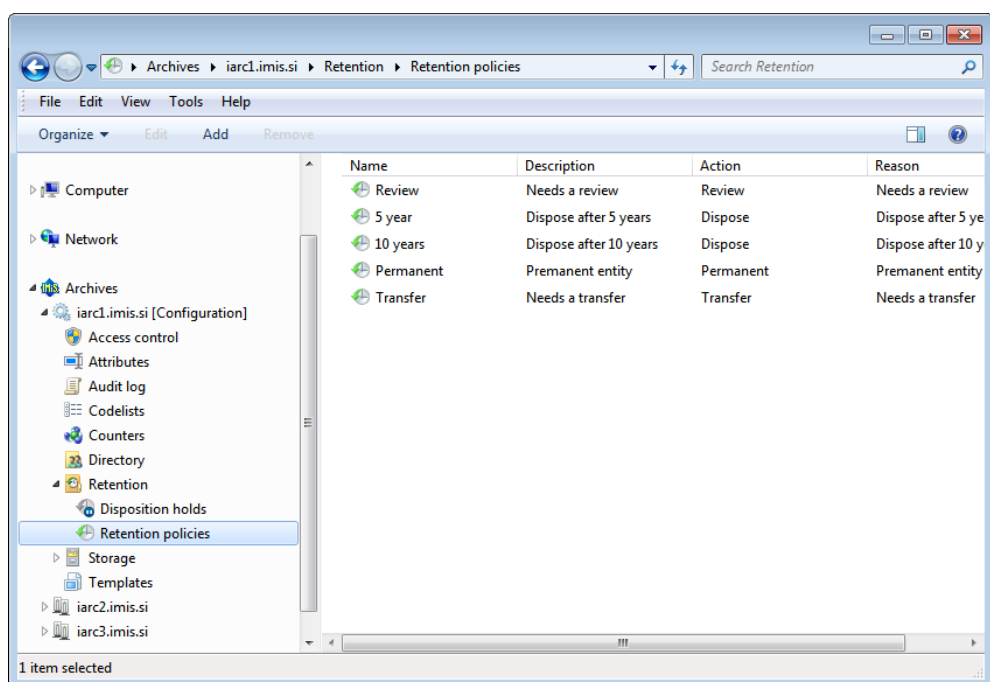 Archives iarc1.imis.si Retention Retention policies Search Retention
File Edit View Tools Help
Organize Edit Add Remove
Name Description Action Reason
Review Needs a review Review Needs a review
5 year Dispose after 5 years Dispose Dispose after 5 ye
10 years Dispose after 10 years Dispose Dispose after 10 y
Permanent Premanent entity Permanent Premanent entity
Transfer Needs a transfer Transfer Needs a transfer
Computer
Network
Archives
iarc1.imis.si [Configuration]
Access control
Attributes
Audit log
Codelists
Counters
Directory
Retention
Disposition holds
Retention policies
Storage
Templates
iarc2.imis.si
iarc3.imis.si
1 item selected